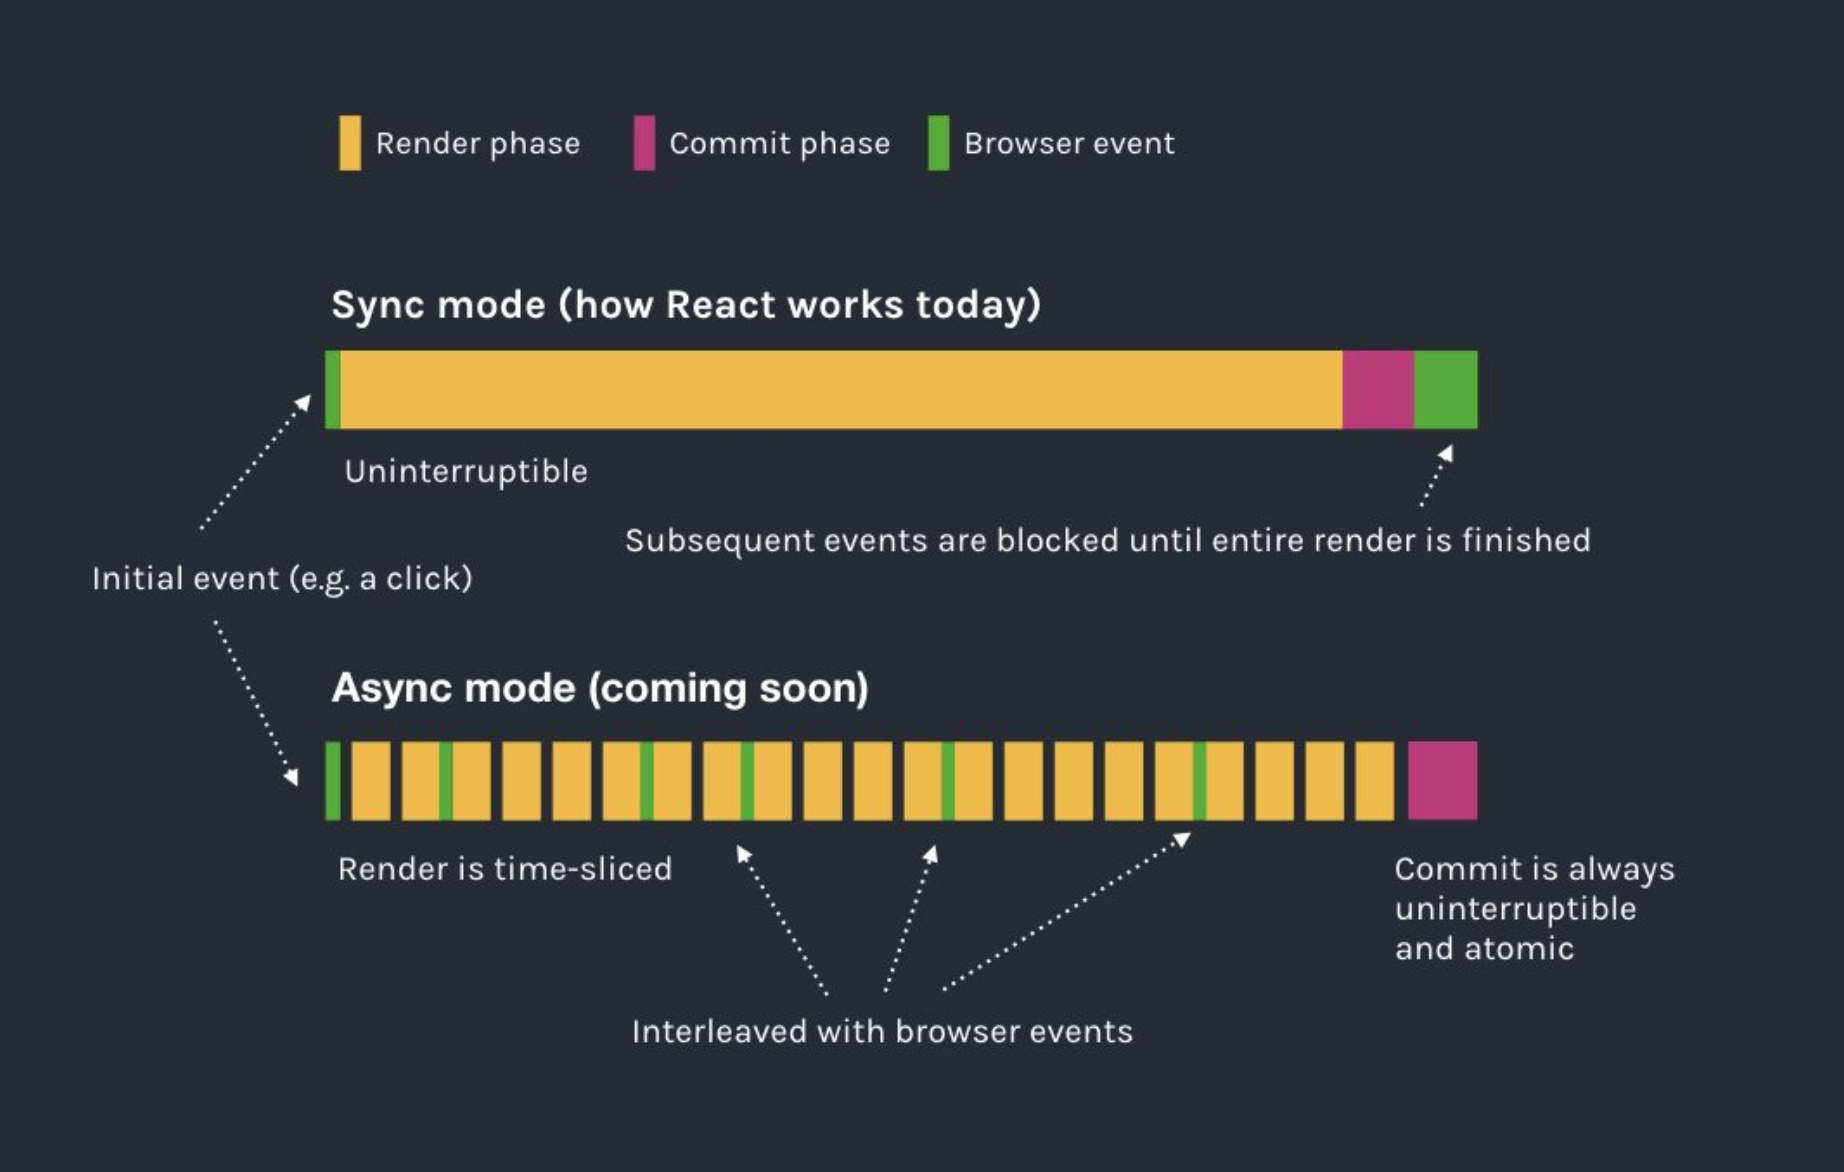 Render phase
Commit phase
Browser event
Sync mode (how React works today)
Uninterruptible
Subsequent events are blocked until entire render is finished
Initial event (e.g. a click)
Async mode (coming soon)
Render is time-sliced
Commit is always
uninterruptible
and atomic
Interleaved with browser events